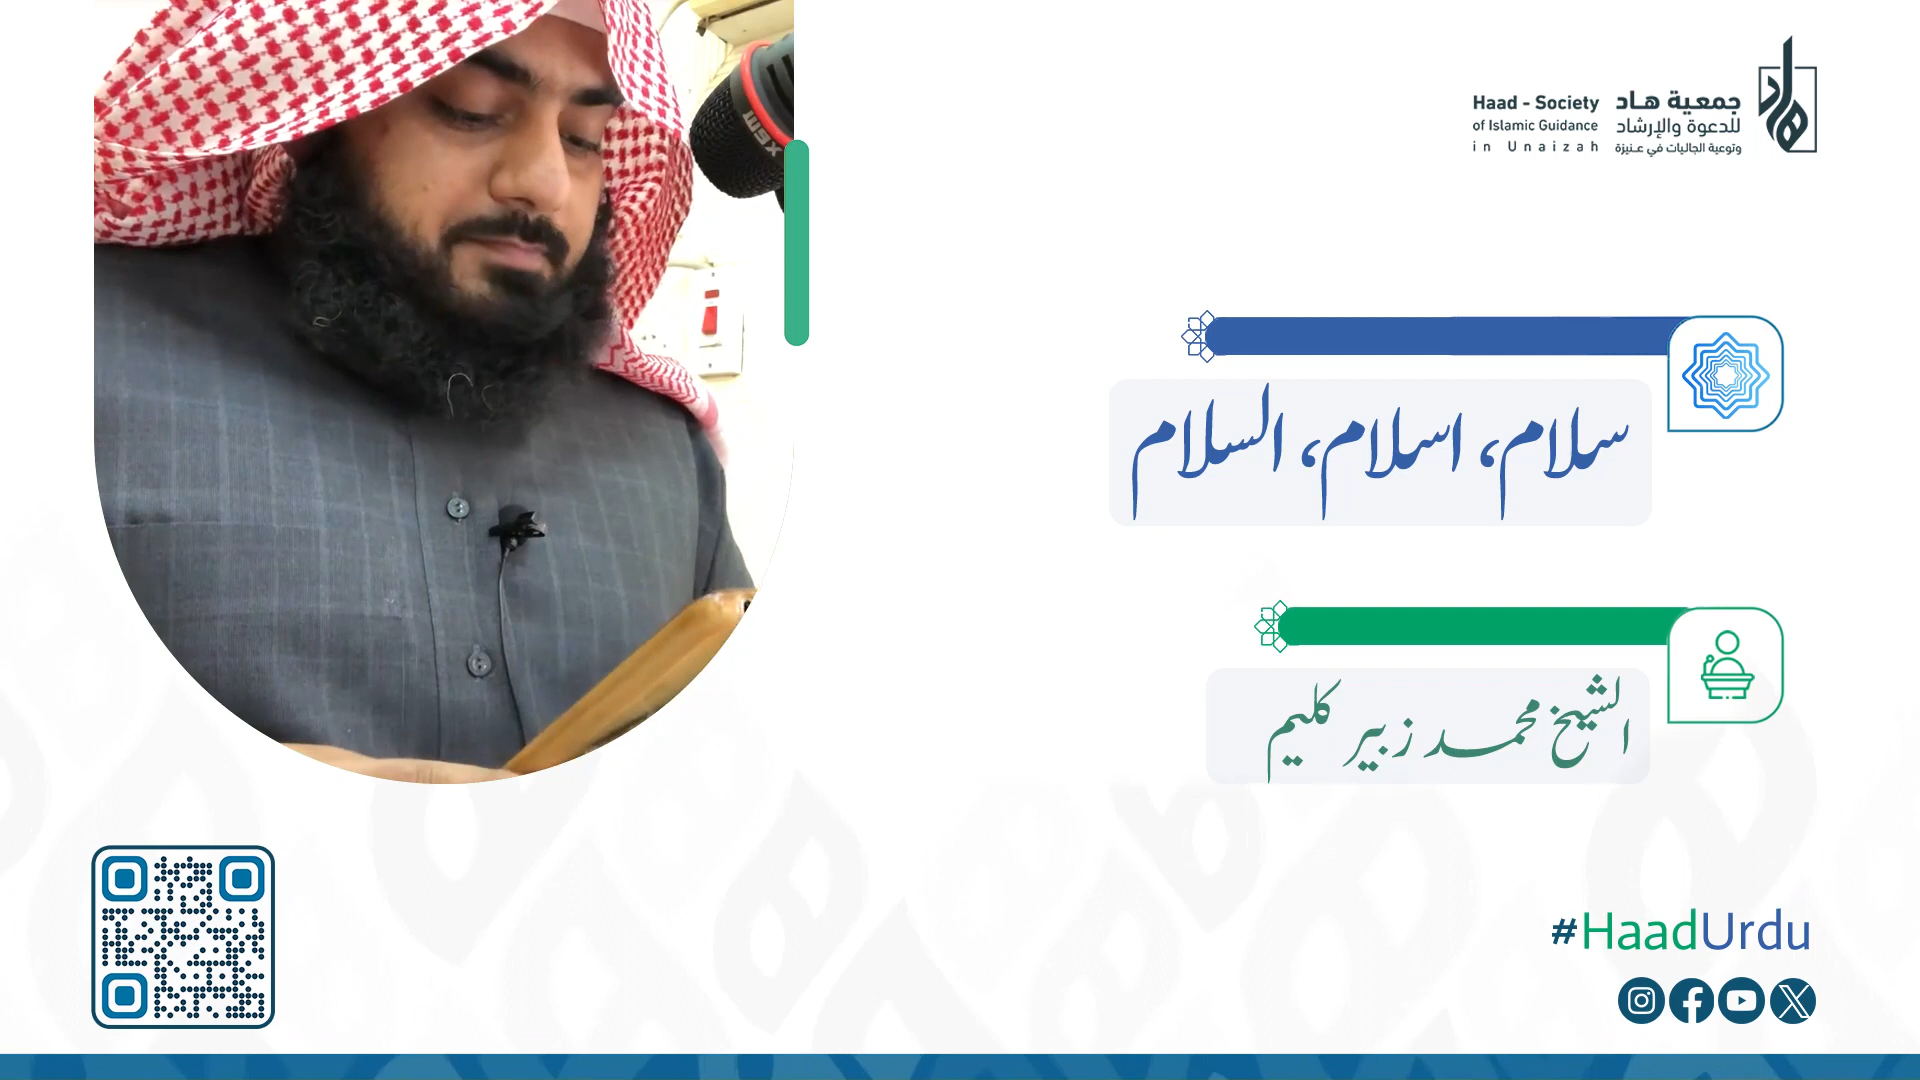 Haad - Society
of Islamic Guidance
in Unaizah
جمعية هاد
للدعوة والإرشاد
وتوعية الجاليات في عنيزة
هاد
سلام، اسلام، السلام
الشیخ محمد زبیر کلیم
#HaadUrdu